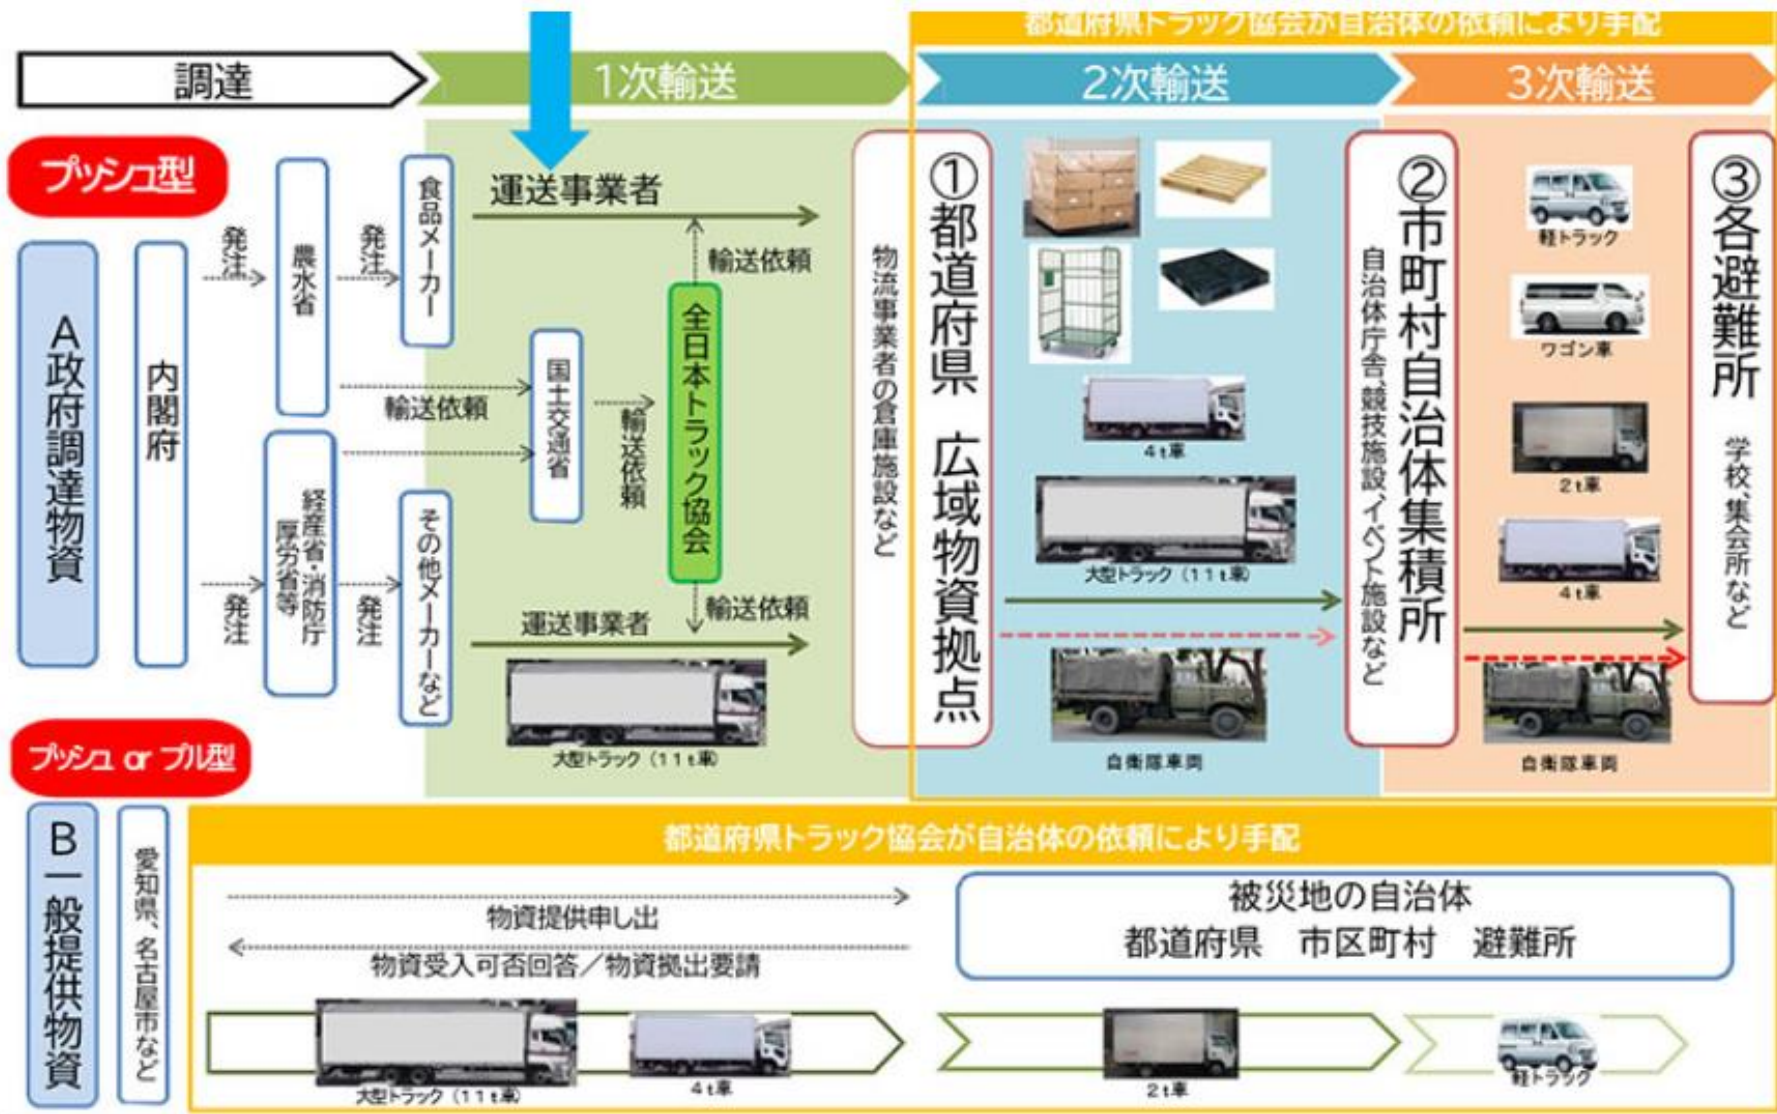 都道府県トラック協会が自治体の依頼により手配
調達
1次輸送
2次輸送
3次輸送
プッシュ型
A政府調達物資
内閣府
発注
農水省
発注
食品メーカー
輸送依頼
経産省・消防庁
厚労省等
発注
発注
その他メーカーなど
国土交通省
輸送依頼
全日本トラック協会
運送事業者
輸送依頼
輸送依頼
運送事業者
大型トラック（11t車）
①都道府県 広域物資拠点
物流事業者の倉庫施設など
4t車
大型トラック（11t車）
自衛隊車両
②市町村自治体集積所
自治体庁舎、競技施設、イベント施設など
軽トラック
ワゴン車
2t車
4t車
自衛隊車両
③各避難所
学校、集会所など
プッシュ or プル型
B一般提供物資
愛知県、名古屋市など
都道府県トラック協会が自治体の依頼により手配
物資提供申し出
物資受入可否回答／物資拠出要請
被災地の自治体
都道府県 市区町村 避難所
大型トラック（11t車）
4t車
2t車
軽トラック